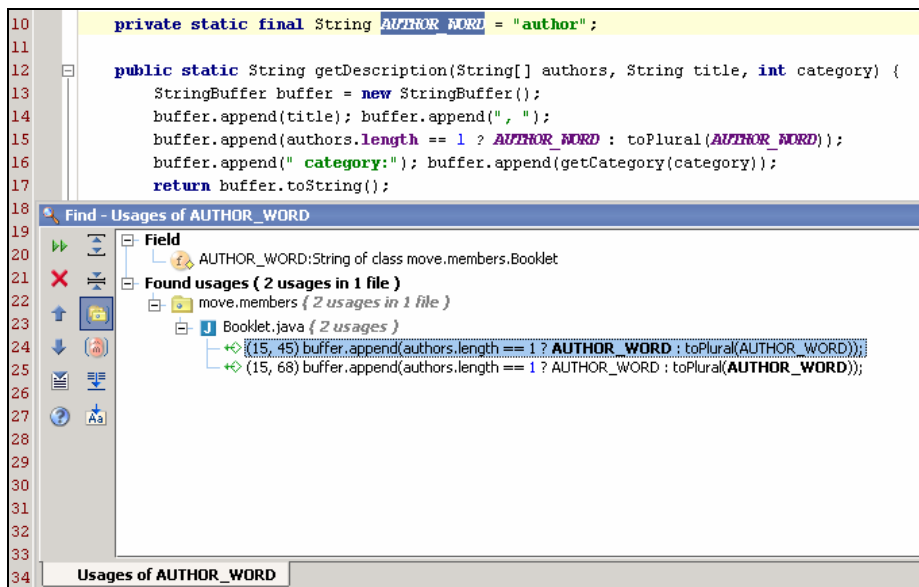 10 private static final String AUTHOR_WORD = "author";
11
12 public static String getDescription(String[] authors, String title, int category) {
13 StringBuffer buffer = new StringBuffer();
14 buffer.append(title); buffer.append(", ");
15 buffer.append(authors.length == 1 ? AUTHOR_WORD : toPlural(AUTHOR_WORD));
16 buffer.append(" category:"); buffer.append(getCategory(category));
17 return buffer.toString();
18 Find - Usages of AUTHOR_WORD
19 Field
20 AUTHOR_WORD:String of class move.members.Booklet
21 Found usages ( 2 usages in 1 file )
22 move.members ( 2 usages in 1 file )
23 Booklet.java ( 2 usages )
24 (15, 45) buffer.append(authors.length == 1 ? AUTHOR_WORD : toPlural(AUTHOR_WORD));
25 (15, 68) buffer.append(authors.length == 1 ? AUTHOR_WORD : toPlural(AUTHOR_WORD));
26
27 Aa
28
29
30
31
32
33
34 Usages of AUTHOR_WORD